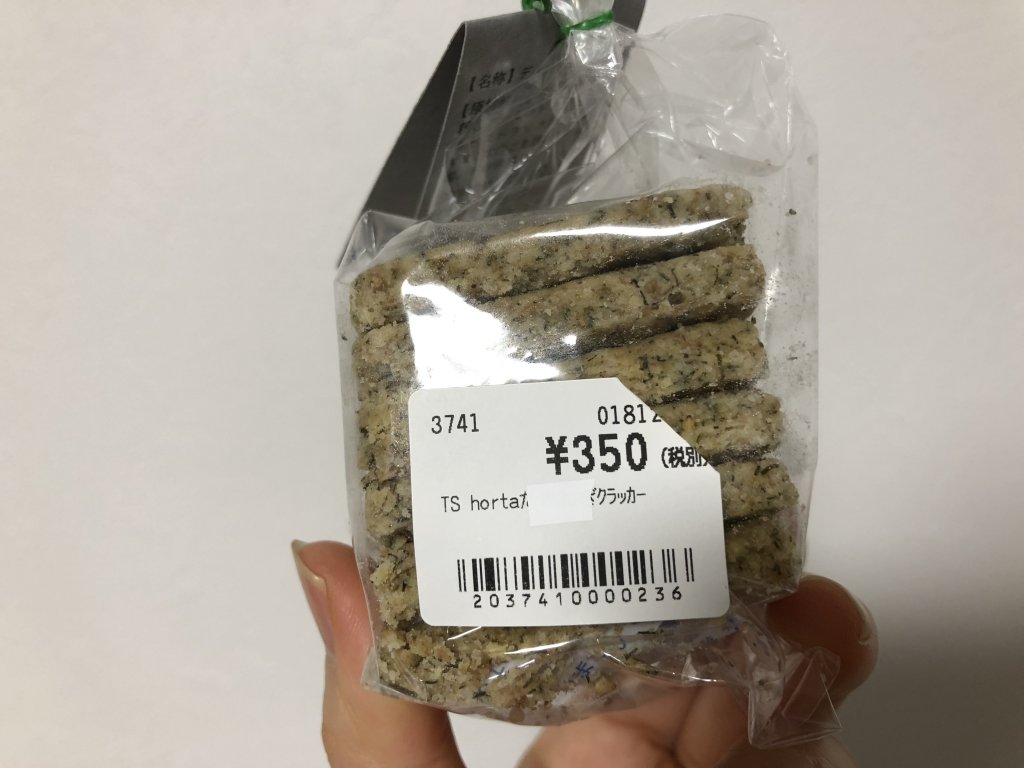 【名称】
3741 0181
¥350 (税別)
TS horta クラッカー
2037410000236